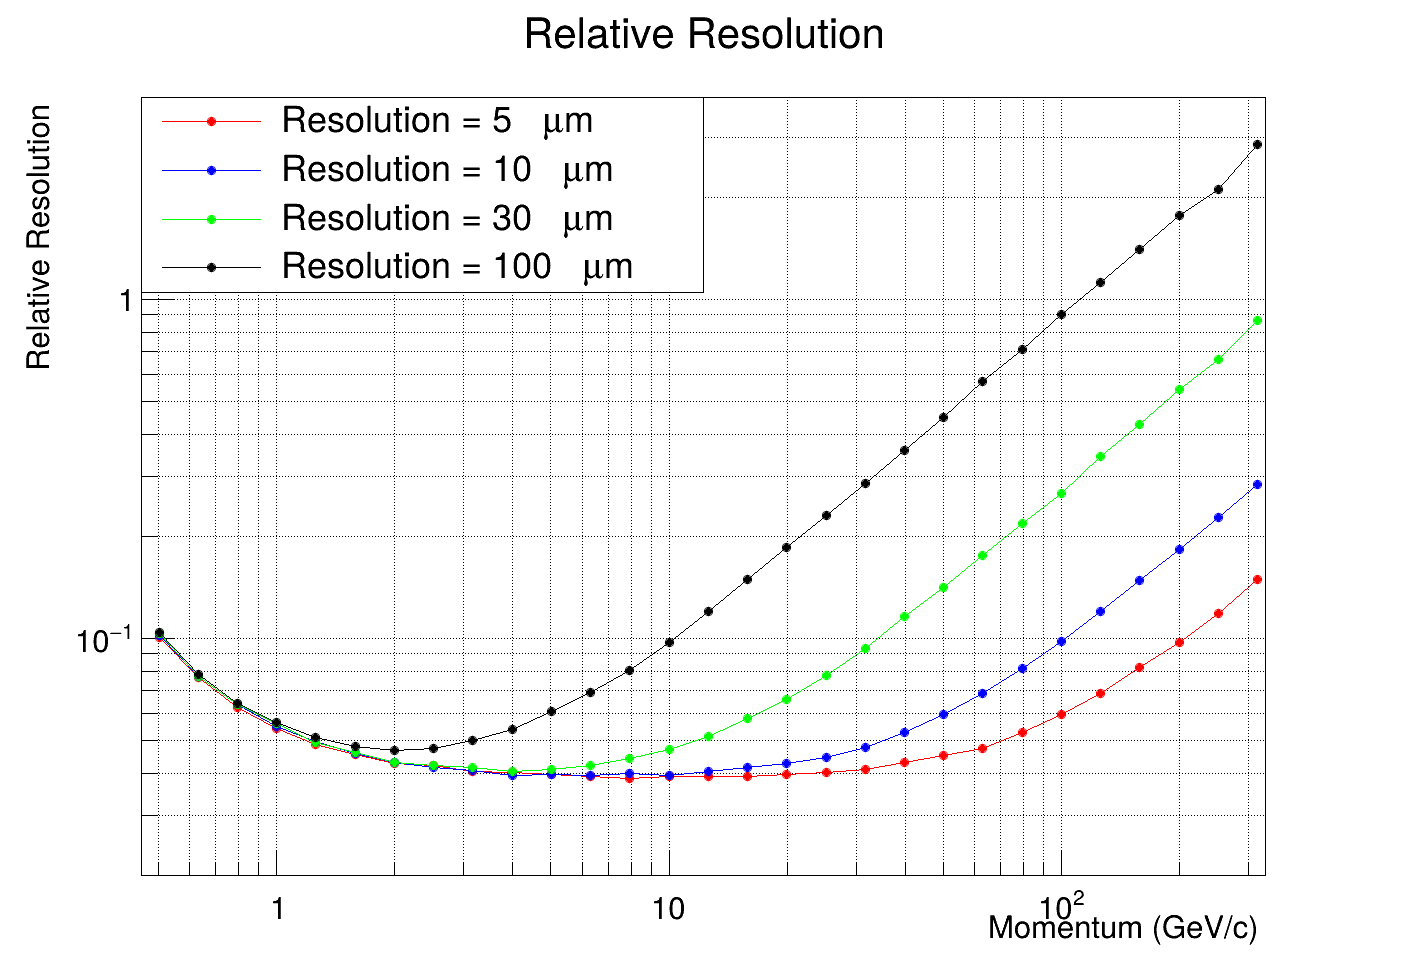 Relative Resolution
Relative Resolution
Resolution = 5 μm
Resolution = 10 μm
Resolution = 30 μm
Resolution = 100 μm
1
10⁻¹
1
10
10²
Momentum (GeV/c)